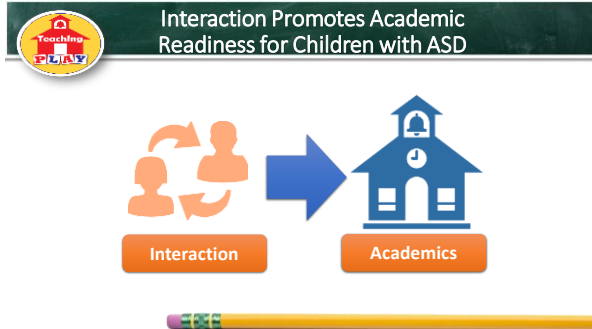 Interaction Promotes Academic
Readiness for Children with ASD
Teaching
PLAY
Interaction
Academics